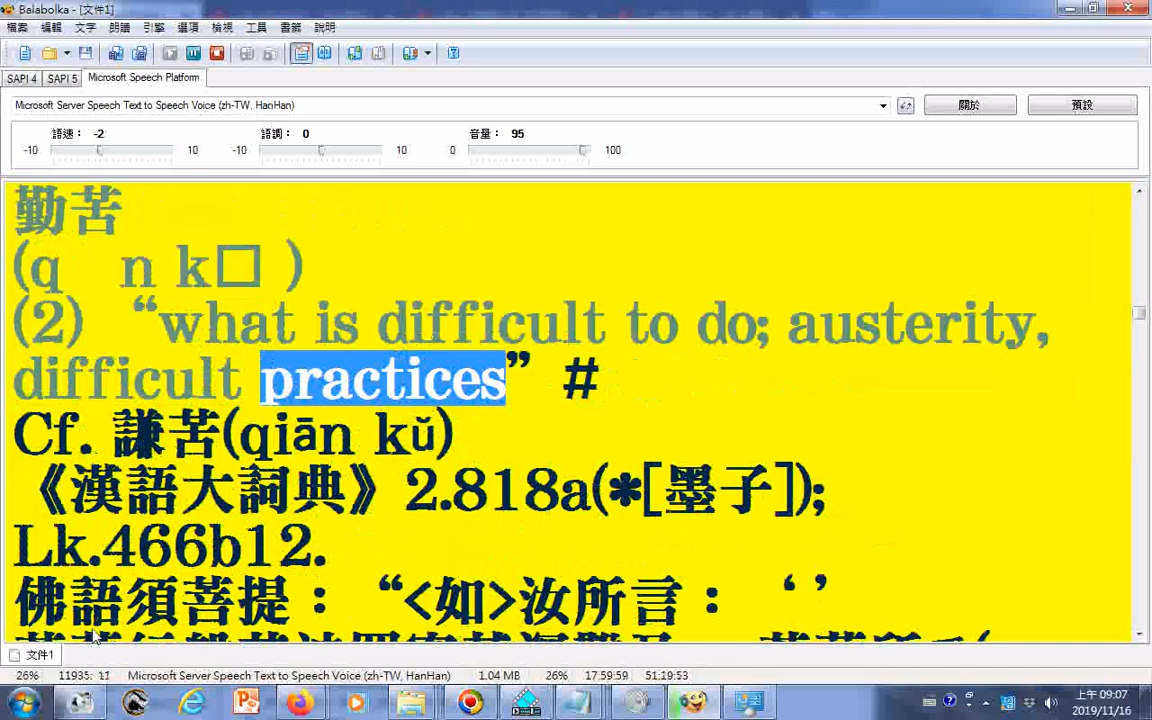 Balabolka - [文件1]
檔案 編輯 文字 朗讀 引擎 選項 檢視 工具 書籤 說明
SAPI 4 SAPI 5 Microsoft Speech Platform
Microsoft Server Speech Text to Speech Voice (zh-TW, HanHan) 關於 預設
語速： -2 語調： 0 音量： 95
-10 10 -10 10 0 100
勤苦
(q n k□ )
(2) “what is difficult to do; austerity,
difficult practices” #
Cf. 謙苦(qiān kŭ)
《漢語大詞典》2.818a(*[墨子]);
Lk.466b12.
佛語須菩提：“<如>汝所言：‘ ’
文件1
26% 11935: 11 Microsoft Server Speech Text to Speech Voice (zh-TW, HanHan) 1.04 MB 26% 17:59:59 51:19:53
上午 09:07
2019/11/16